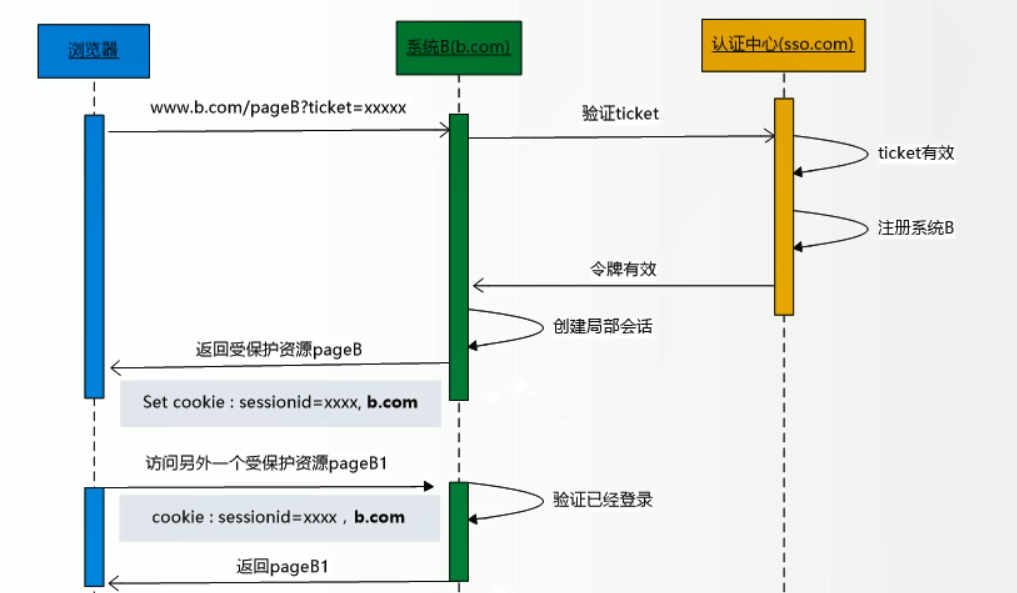 浏览器
系统B(b.com)
认证中心(sso.com)
www.b.com/pageB?ticket=xxxxx
验证ticket
ticket有效
注册系统B
令牌有效
创建局部会话
返回受保护资源pageB
Set cookie : sessionid=xxxx, b.com
访问另外一个受保护资源pageB1
验证已经登录
cookie : sessionid=xxxx , b.com
返回pageB1